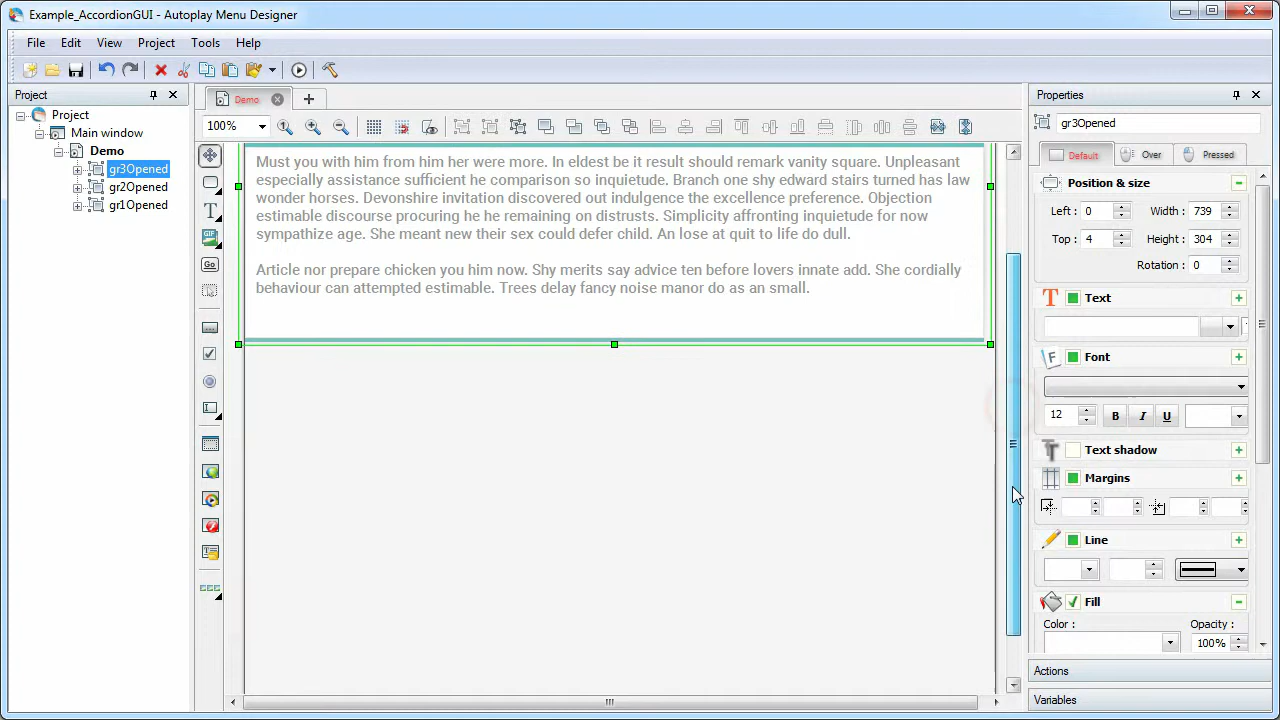 Example_AccordionGUI - Autoplay Menu Designer
File Edit View Project Tools Help
Project
Project
Main window
Demo
gr3Opened
gr2Opened
gr1Opened
Demo
100%
Must you with him from him her were more. In eldest be it result should remark vanity square. Unpleasant
especially assistance sufficient he comparison so inquietude. Branch one shy edward stairs turned has law
wonder horses. Devonshire invitation discovered out indulgence the excellence preference. Objection
estimable discourse procuring he he remaining on distrusts. Simplicity affronting inquietude for now
sympathize age. She meant new their sex could defer child. An lose at quit to life do dull.
Article nor prepare chicken you him now. Shy merits say advice ten before lovers innate add. She cordially
behaviour can attempted estimable. Trees delay fancy noise manor do as an small.
Properties
gr3Opened
Default Over Pressed
Position & size
Left : 0 Width : 739
Top : 4 Height : 304
Rotation : 0
Text
Font
12 B I U
Text shadow
Margins
Line
Fill
Color : Opacity :
100%
Actions
Variables